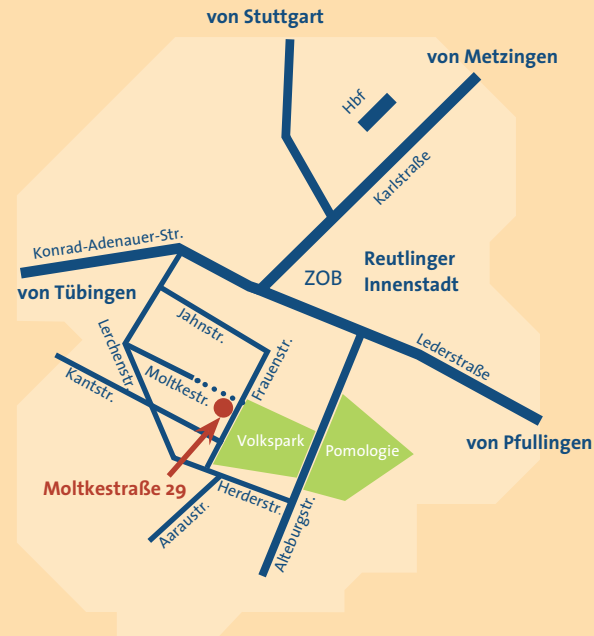 von Stuttgart
von Metzingen
Hbf
Karlstraße
Konrad-Adenauer-Str.
Reutlinger
Innenstadt
ZOB
von Tübingen
Jahnstr.
Lerchenstr.
Lederstraße
Frauenstr.
Moltkestr.
Kantstr.
Volkspark
Pomologie
von Pfullingen
Moltkestraße 29
Herderstr.
Aaraustr.
Alteburgstr.